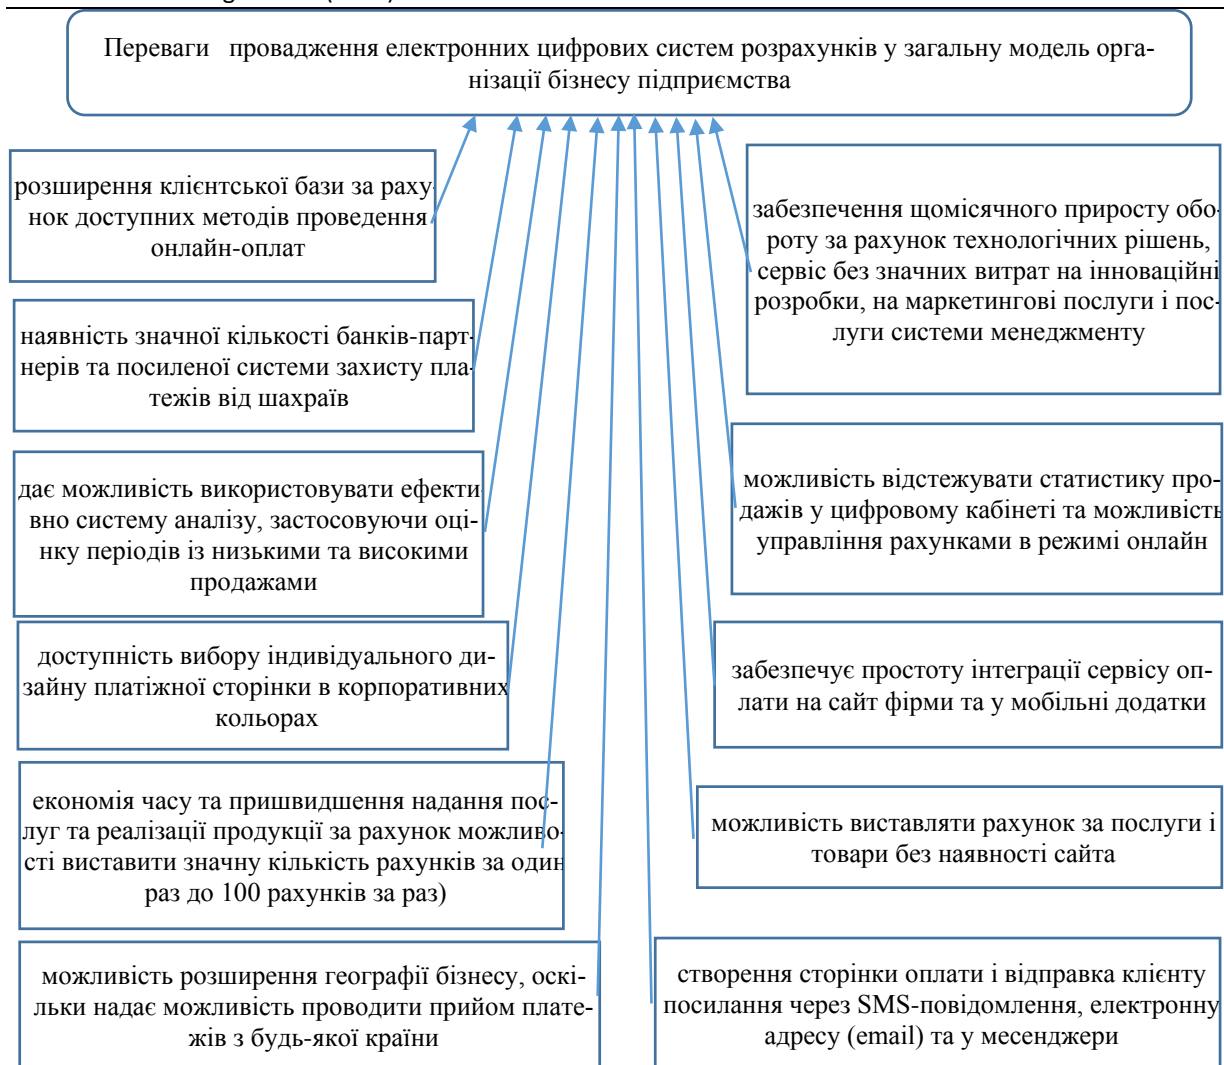 Переваги провадження електронних цифрових систем розрахунків у загальну модель орга-
нізації бізнесу підприємства
розширення клієнтської бази за раху-
нок доступних методів проведення
онлайн-оплат
наявність значної кількості банків-парт-
нерів та посиленої системи захисту пла-
тежів від шахраїв
дає можливість використовувати ефекти-
вно систему аналізу, застосовуючи оці-
нку періодів із низькими та високими
продажами
доступність вибору індивідуального ди-
зайну платіжної сторінки в корпоративних
кольорах
економія часу та пришвидшення надання пос-
луг та реалізації продукції за рахунок можливо-
сті виставити значну кількість рахунків за один
раз до 100 рахунків за раз)
можливість розширення географії бізнесу, оскі-
льки надає можливість проводити прийом плате-
жів з будь-якої країни
забезпечення щомісячного приросту обо-
роту за рахунок технологічних рішень,
сервіс без значних витрат на інноваційні
розробки, на маркетингові послуги і пос-
луги системи менеджменту
можливість відстежувати статистику про-
дажів у цифровому кабінеті та можливість
управління рахунками в режимі онлайн
забезпечує простоту інтеграції сервісу оп-
лати на сайт фірми та у мобільні додатки
можливість виставляти рахунок за послуги і
товари без наявності сайта
створення сторінки оплати і відправка клієнту
посилання через SMS-повідомлення, електронну
адресу (email) та у месенджери